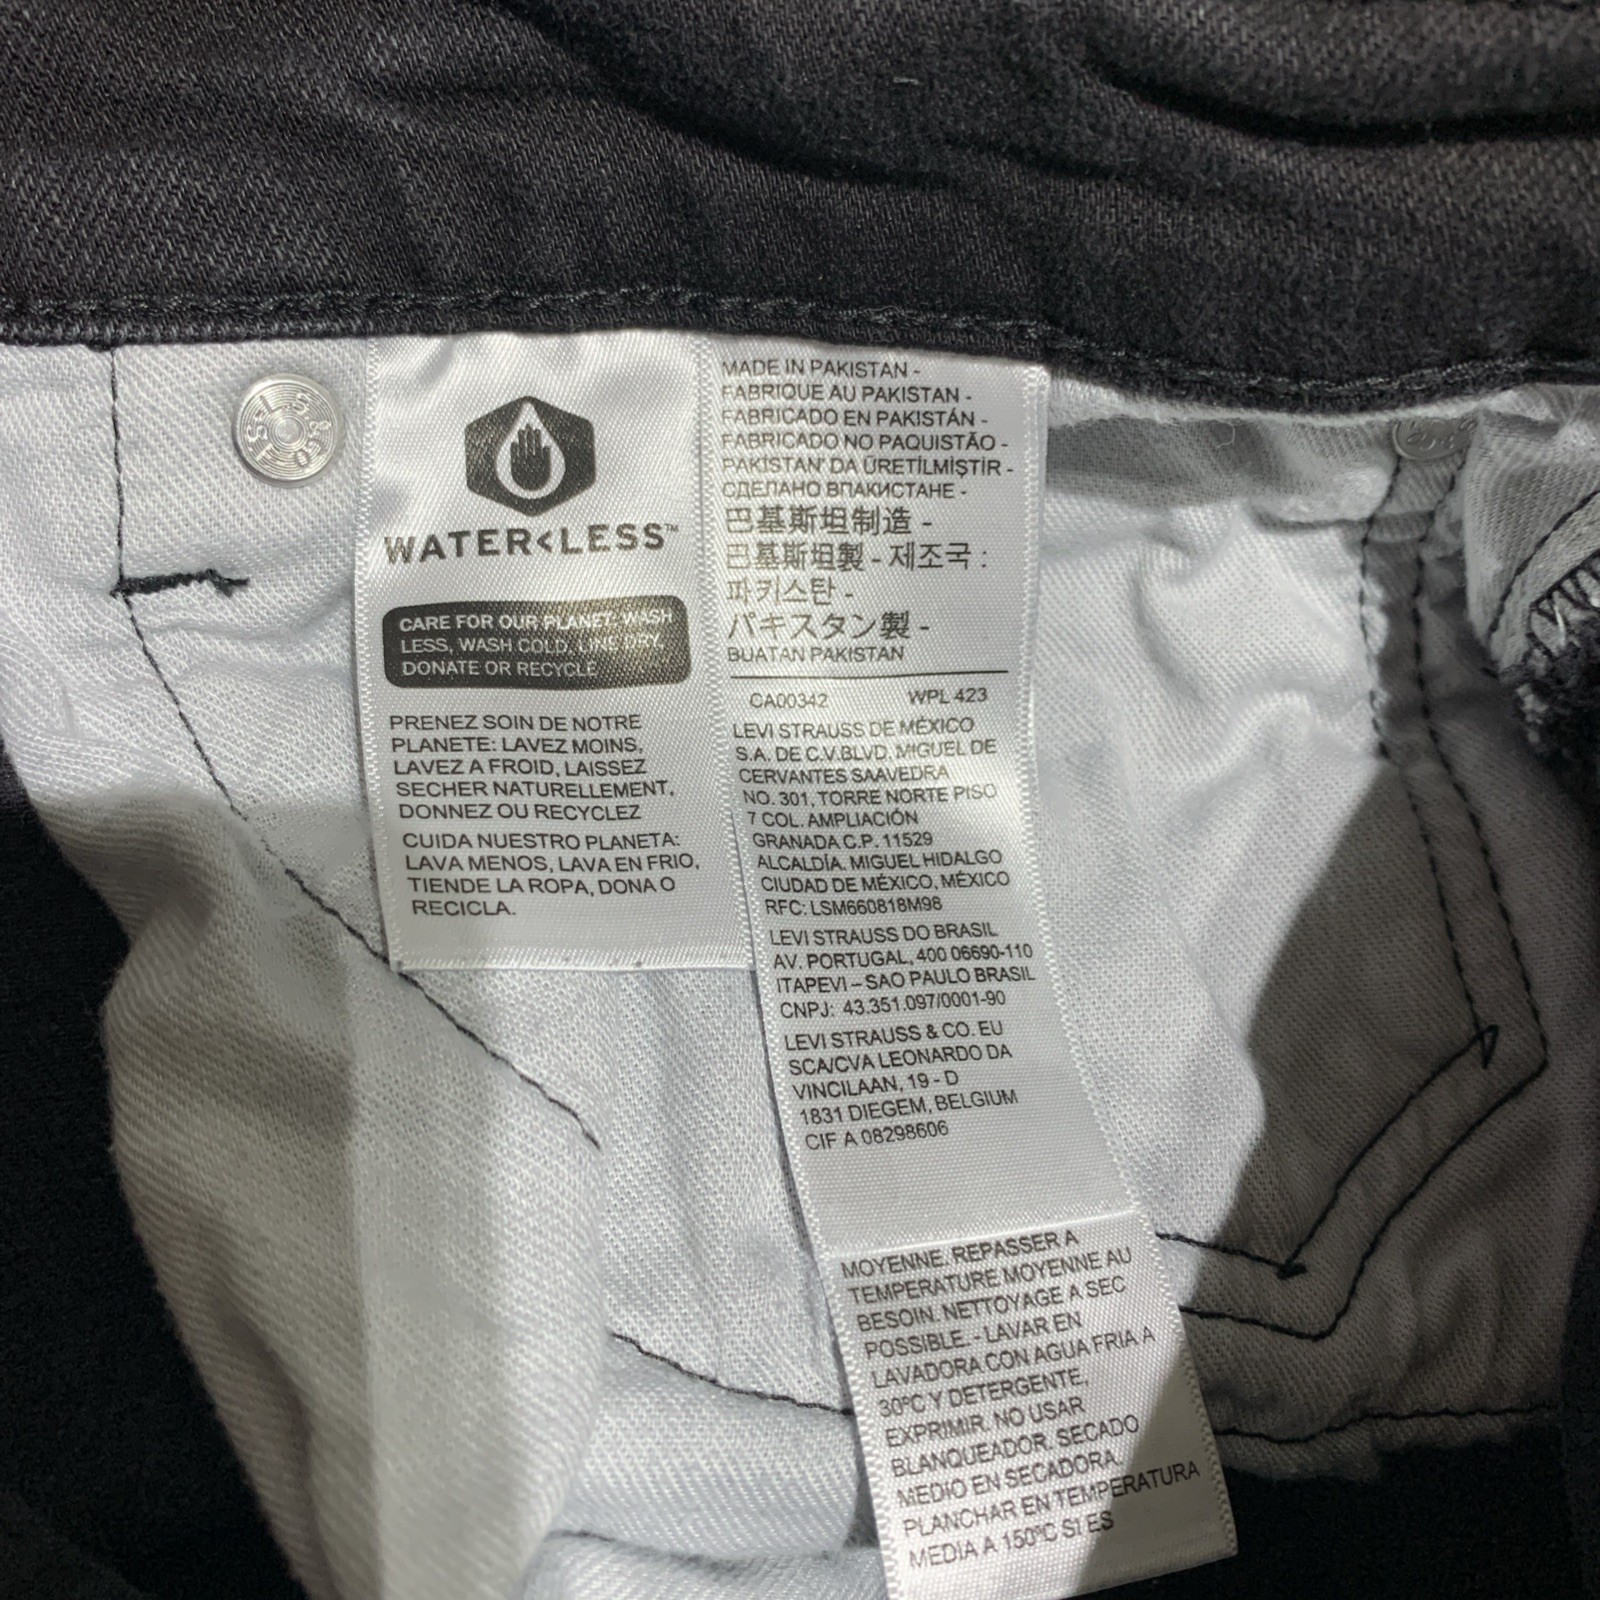 WATER<LESS™
CARE FOR OUR PLANET: WASH
LESS, WASH COLD, LINE DRY,
DONATE OR RECYCLE
PRENEZ SOIN DE NOTRE
PLANETE: LAVEZ MOINS,
LAVEZ A FROID, LAISSEZ
SECHER NATURELLEMENT,
DONNEZ OU RECYCLEZ
CUIDA NUESTRO PLANETA:
LAVA MENOS, LAVA EN FRIO,
TIENDE LA ROPA, DONA O
RECICLA.
MADE IN PAKISTAN -
FABRIQUE AU PAKISTAN -
FABRICADO EN PAKISTÁN -
FABRICADO NO PAQUISTÃO -
PAKISTAN' DA ÜRETİLMİŞTİR -
СДЕЛАНО ВПАКИСТАНЕ -
巴基斯坦制造 -
巴基斯坦製 - 제조국 :
파키스탄 -
パキスタン製 -
BUATAN PAKISTAN
CA00342 WPL 423
LEVI STRAUSS DE MÉXICO
S.A. DE C.V.BLVD. MIGUEL DE
CERVANTES SAAVEDRA
NO. 301, TORRE NORTE PISO
7 COL. AMPLIACIÓN
GRANADA C.P. 11529
ALCALDÍA. MIGUEL HIDALGO
CIUDAD DE MÉXICO, MÉXICO
RFC: LSM660818M98
LEVI STRAUSS DO BRASIL
AV. PORTUGAL, 400 06690-110
ITAPEVI – SAO PAULO BRASIL
CNPJ: 43.351.097/0001-90
LEVI STRAUSS & CO. EU
SCA/CVA LEONARDO DA
VINCILAAN, 19 - D
1831 DIEGEM, BELGIUM
CIF A 08298606
MOYENNE. REPASSER A
TEMPERATURE MOYENNE AU
BESOIN. NETTOYAGE A SEC
POSSIBLE. - LAVAR EN
LAVADORA CON AGUA FRIA A
30ºC Y DETERGENTE,
EXPRIMIR. NO USAR
BLANQUEADOR. SECADO
MEDIO EN SECADORA.
PLANCHAR EN TEMPERATURA
MEDIA A 150ºC SI ES